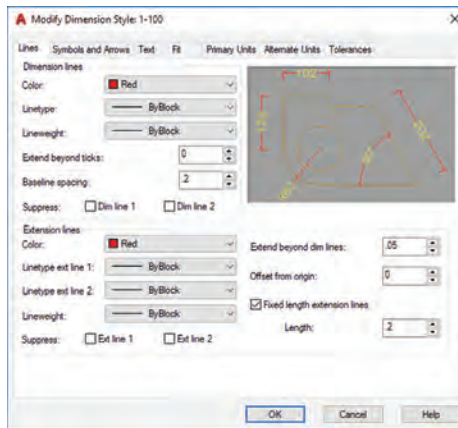 Modify Dimension Style: 1-100
Lines Symbols and Arrows Text Fit Primary Units Alternate Units Tolerances
Dimension lines
Color: Red
Linetype: ByBlock
Lineweight: ByBlock
Extend beyond ticks: 0
Baseline spacing: .2
Suppress: Dim line 1 Dim line 2
102
Extension lines
Color: Red
Linetype ext line 1: ByBlock
Linetype ext line 2: ByBlock
Lineweight: ByBlock
Suppress: Ext line 1 Ext line 2
Extend beyond dim lines: .05
Offset from origin: 0
Fixed length extension lines
Length: .2
OK Cancel Help